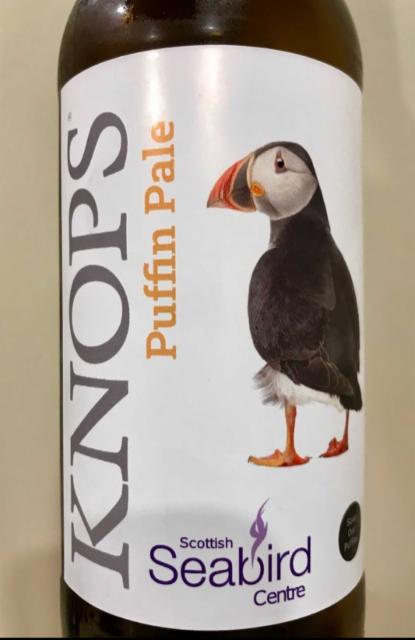 KNOPS®
Puffin Pale
Scottish
Seabird
Centre